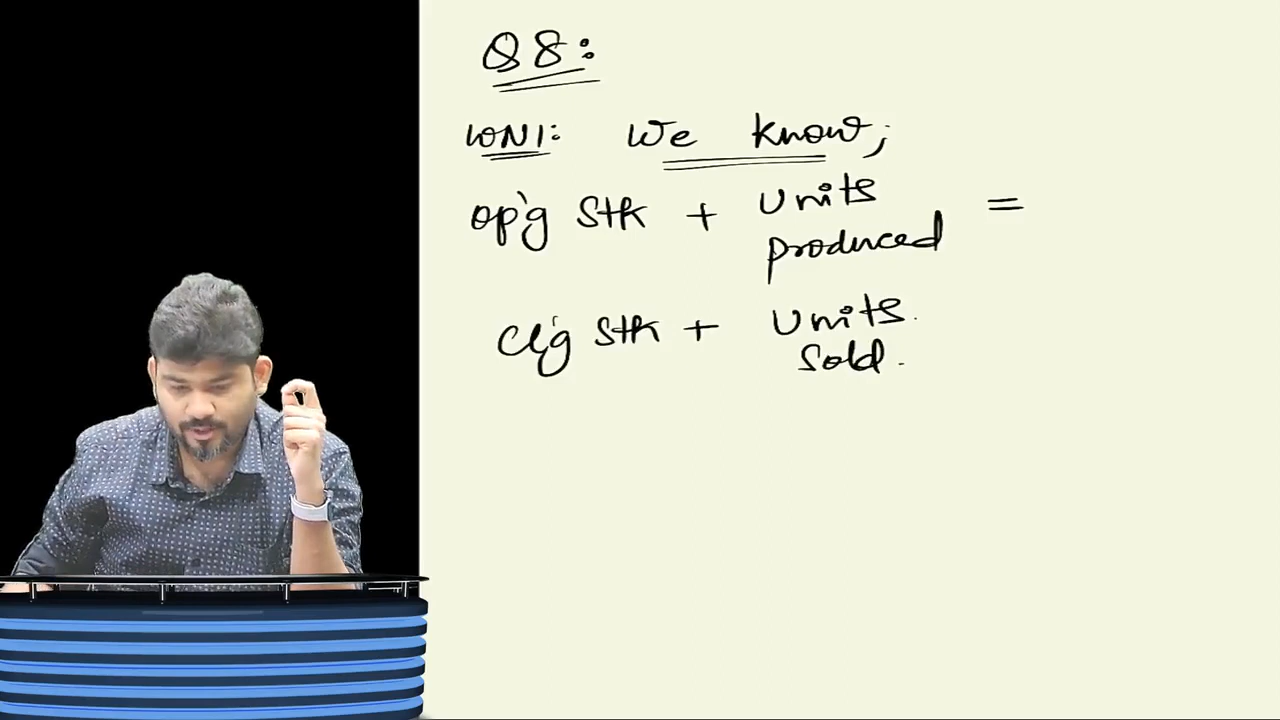 Q8:
WN1: We know;
op'g Stk + Units produced =
Cl'g Stk + Units sold.